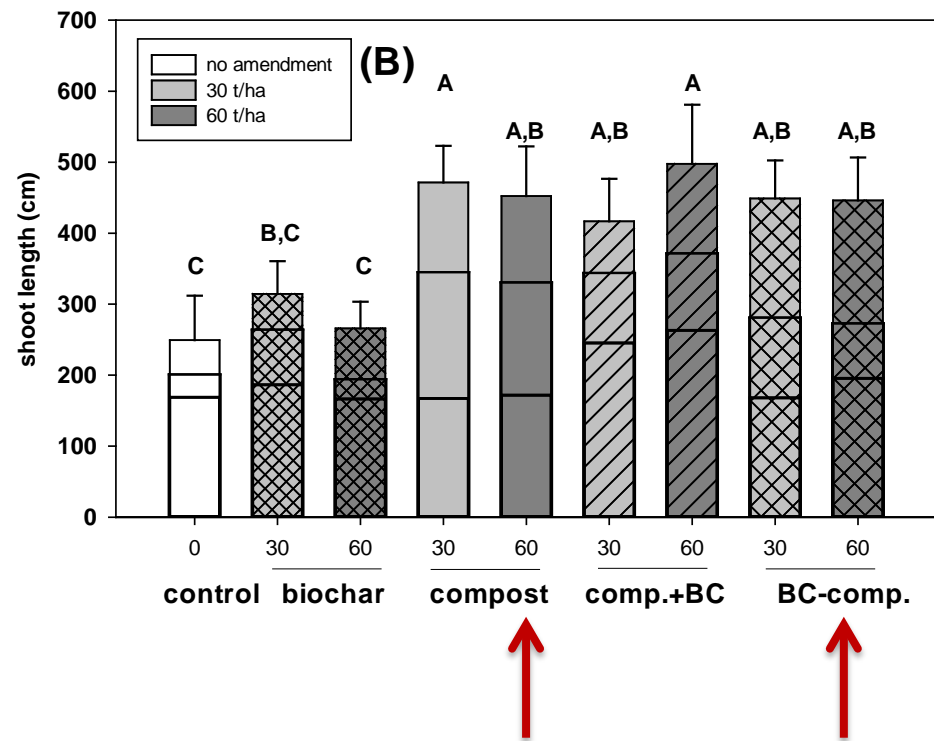 700
600
500
400
300
200
100
0
shoot length (cm)
no amendment
30 t/ha
60 t/ha
(B)
C
B,C
C
A
A,B
A,B
A
A,B
A,B
0 30 60 30 60 30 60 30 60
control biochar compost comp.+BC BC-comp.